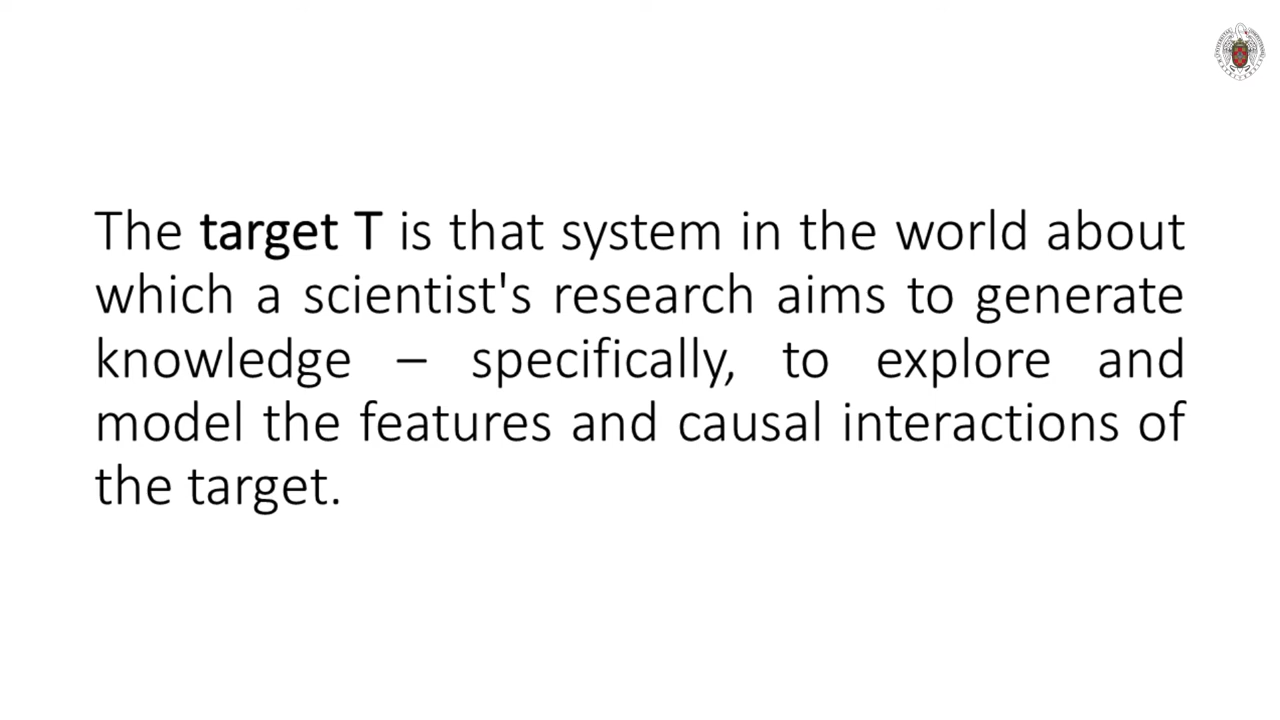 The target T is that system in the world about
which a scientist's research aims to generate
knowledge – specifically, to explore and
model the features and causal interactions of
the target.